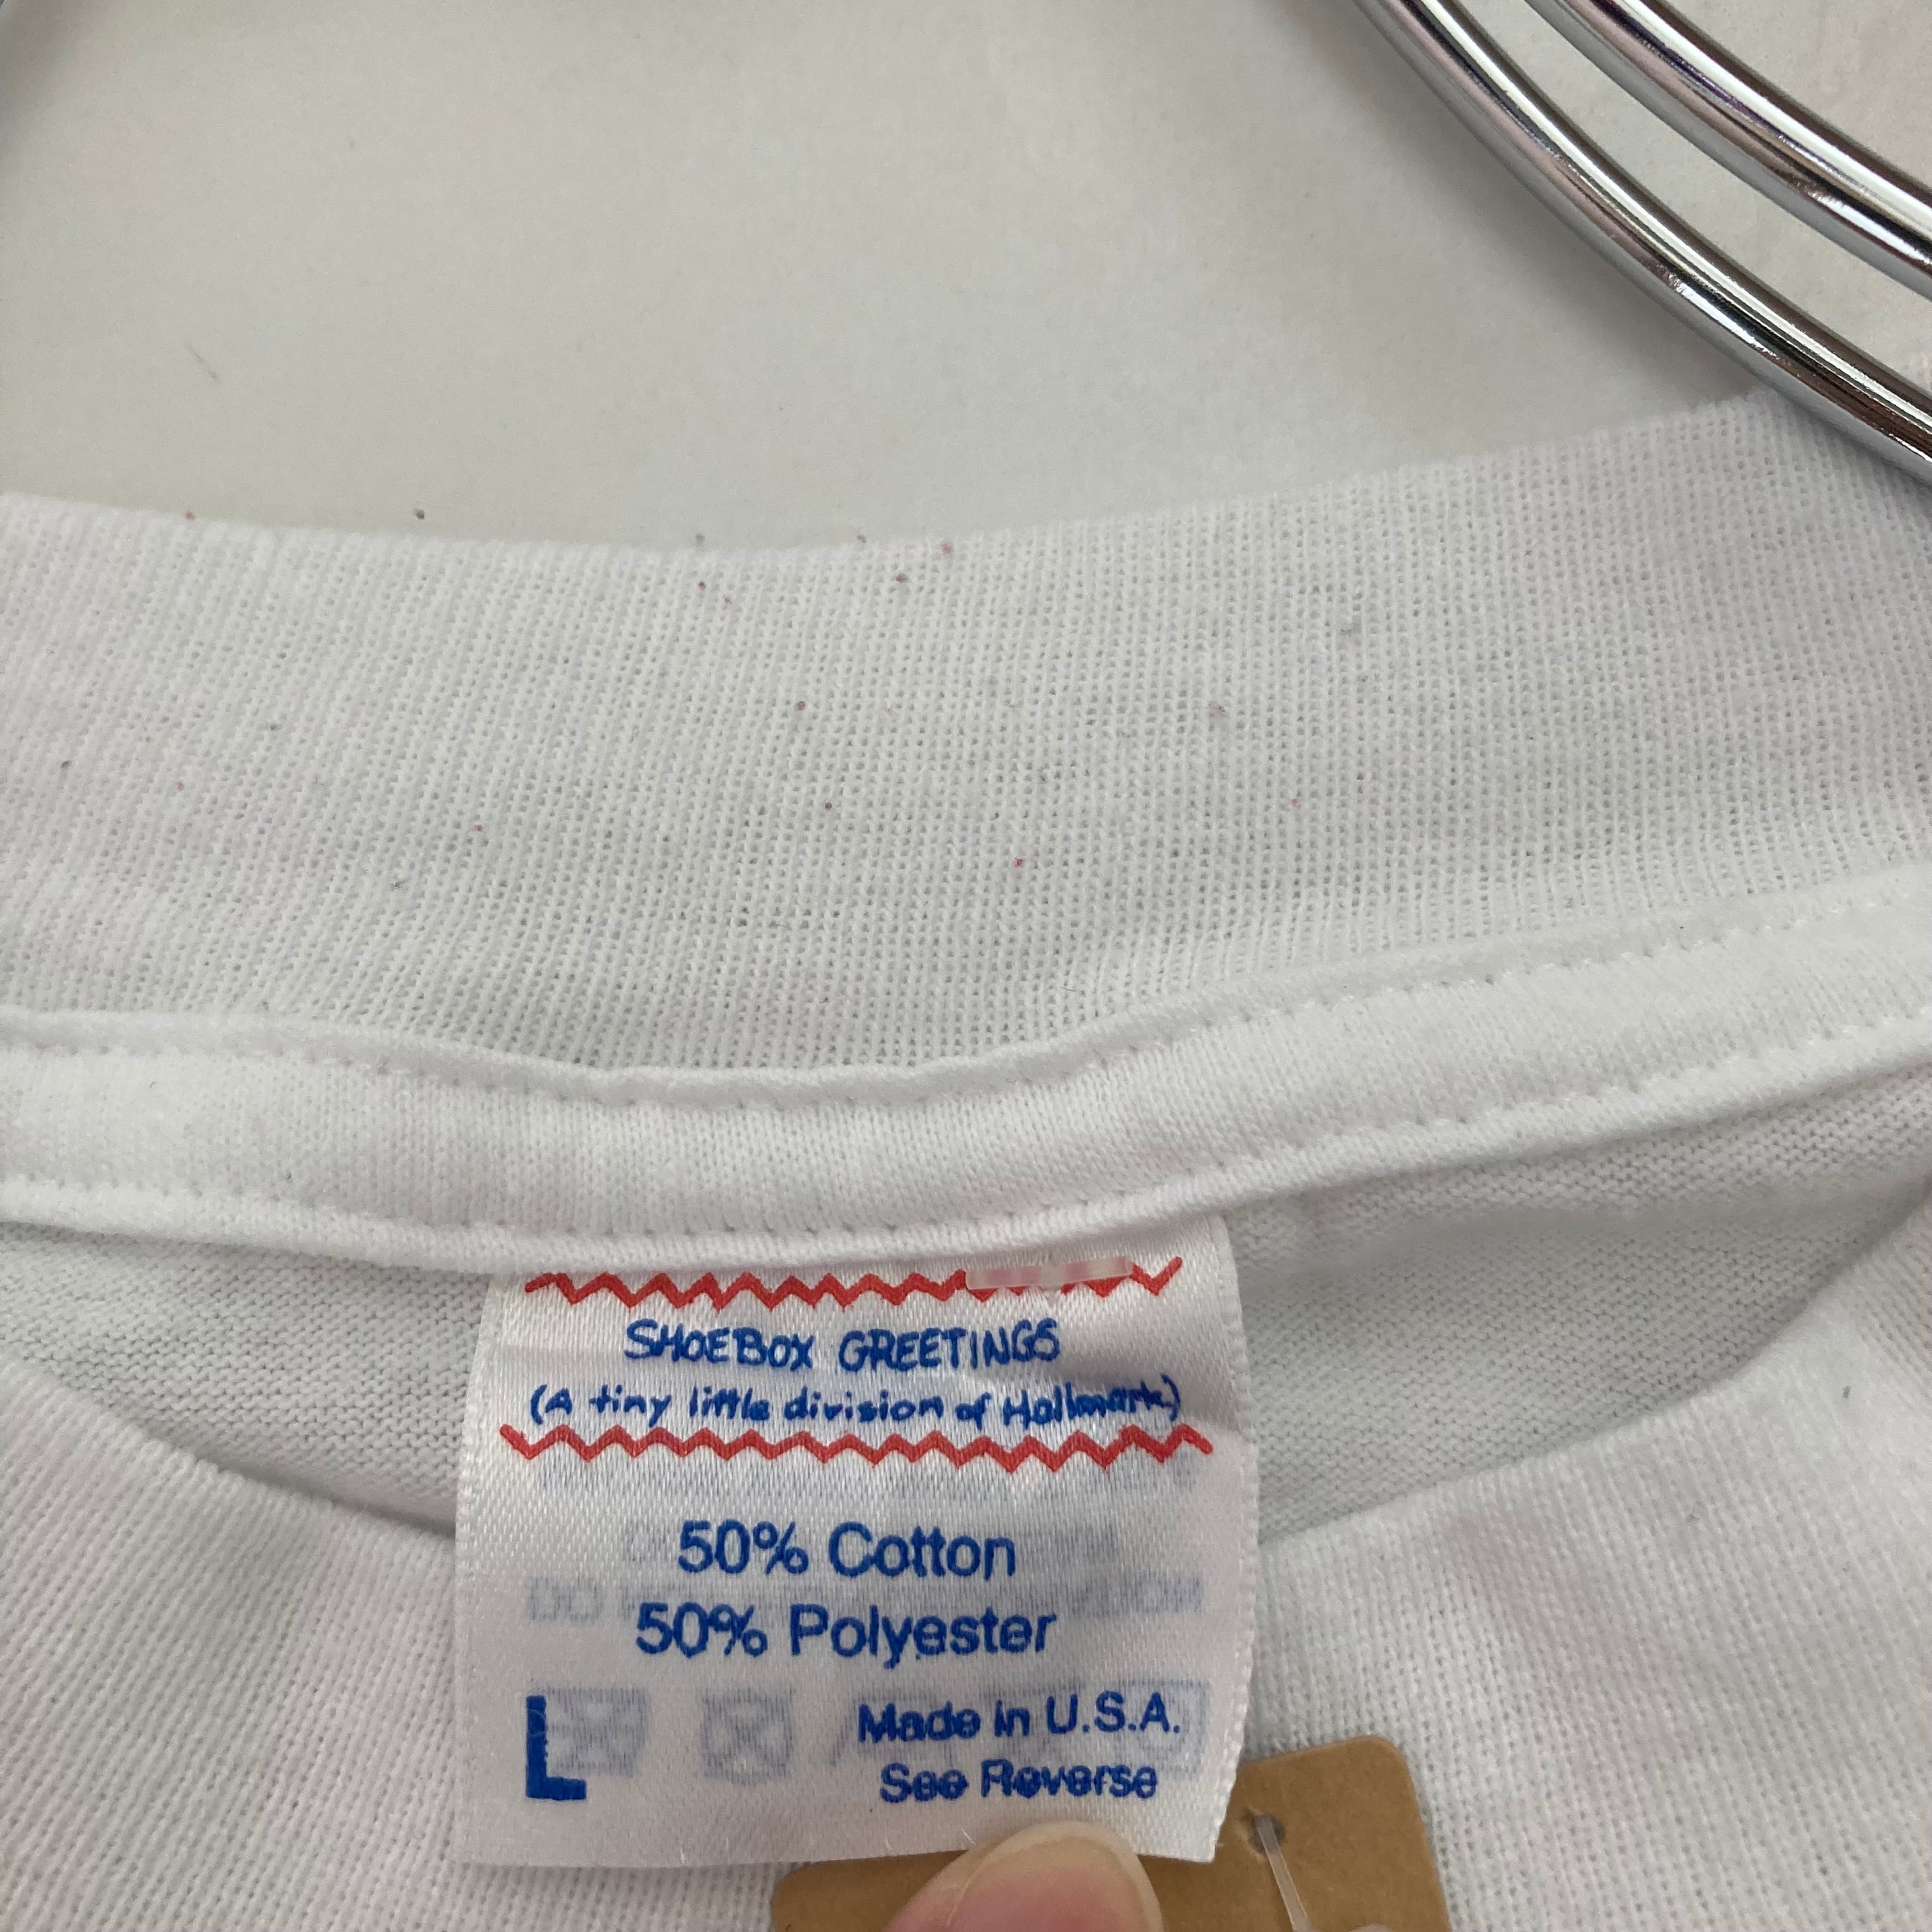 SHOEBOX GREETINGS
(A tiny little division of Hallmark)
50% Cotton
50% Polyester
L
Made in U.S.A.
See Reverse